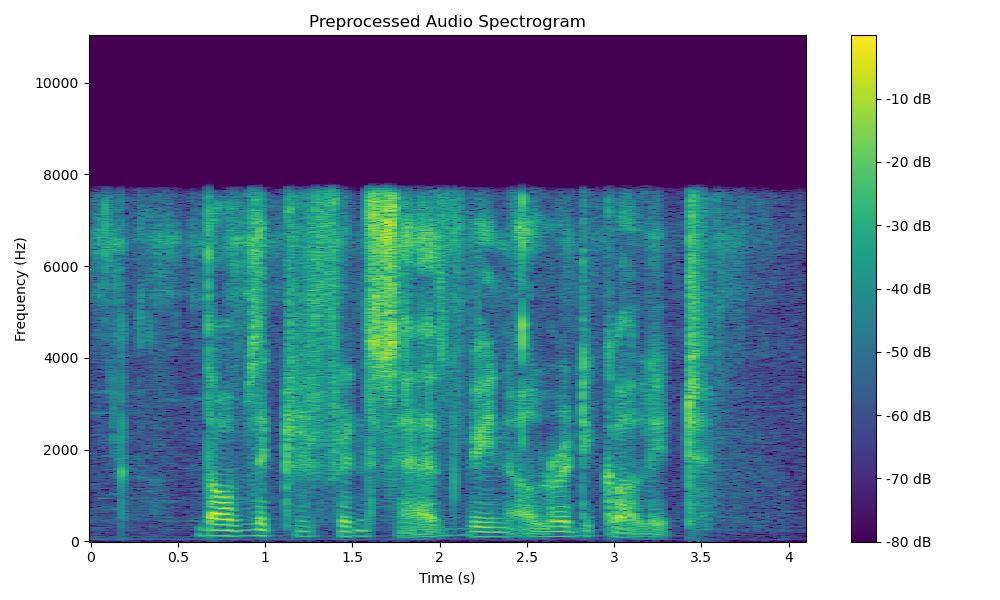 Preprocessed Audio Spectrogram
10000
8000
6000
4000
2000
0
Frequency (Hz)
0
0.5
1
1.5
2
2.5
3
3.5
4
Time (s)
-10 dB
-20 dB
-30 dB
-40 dB
-50 dB
-60 dB
-70 dB
-80 dB